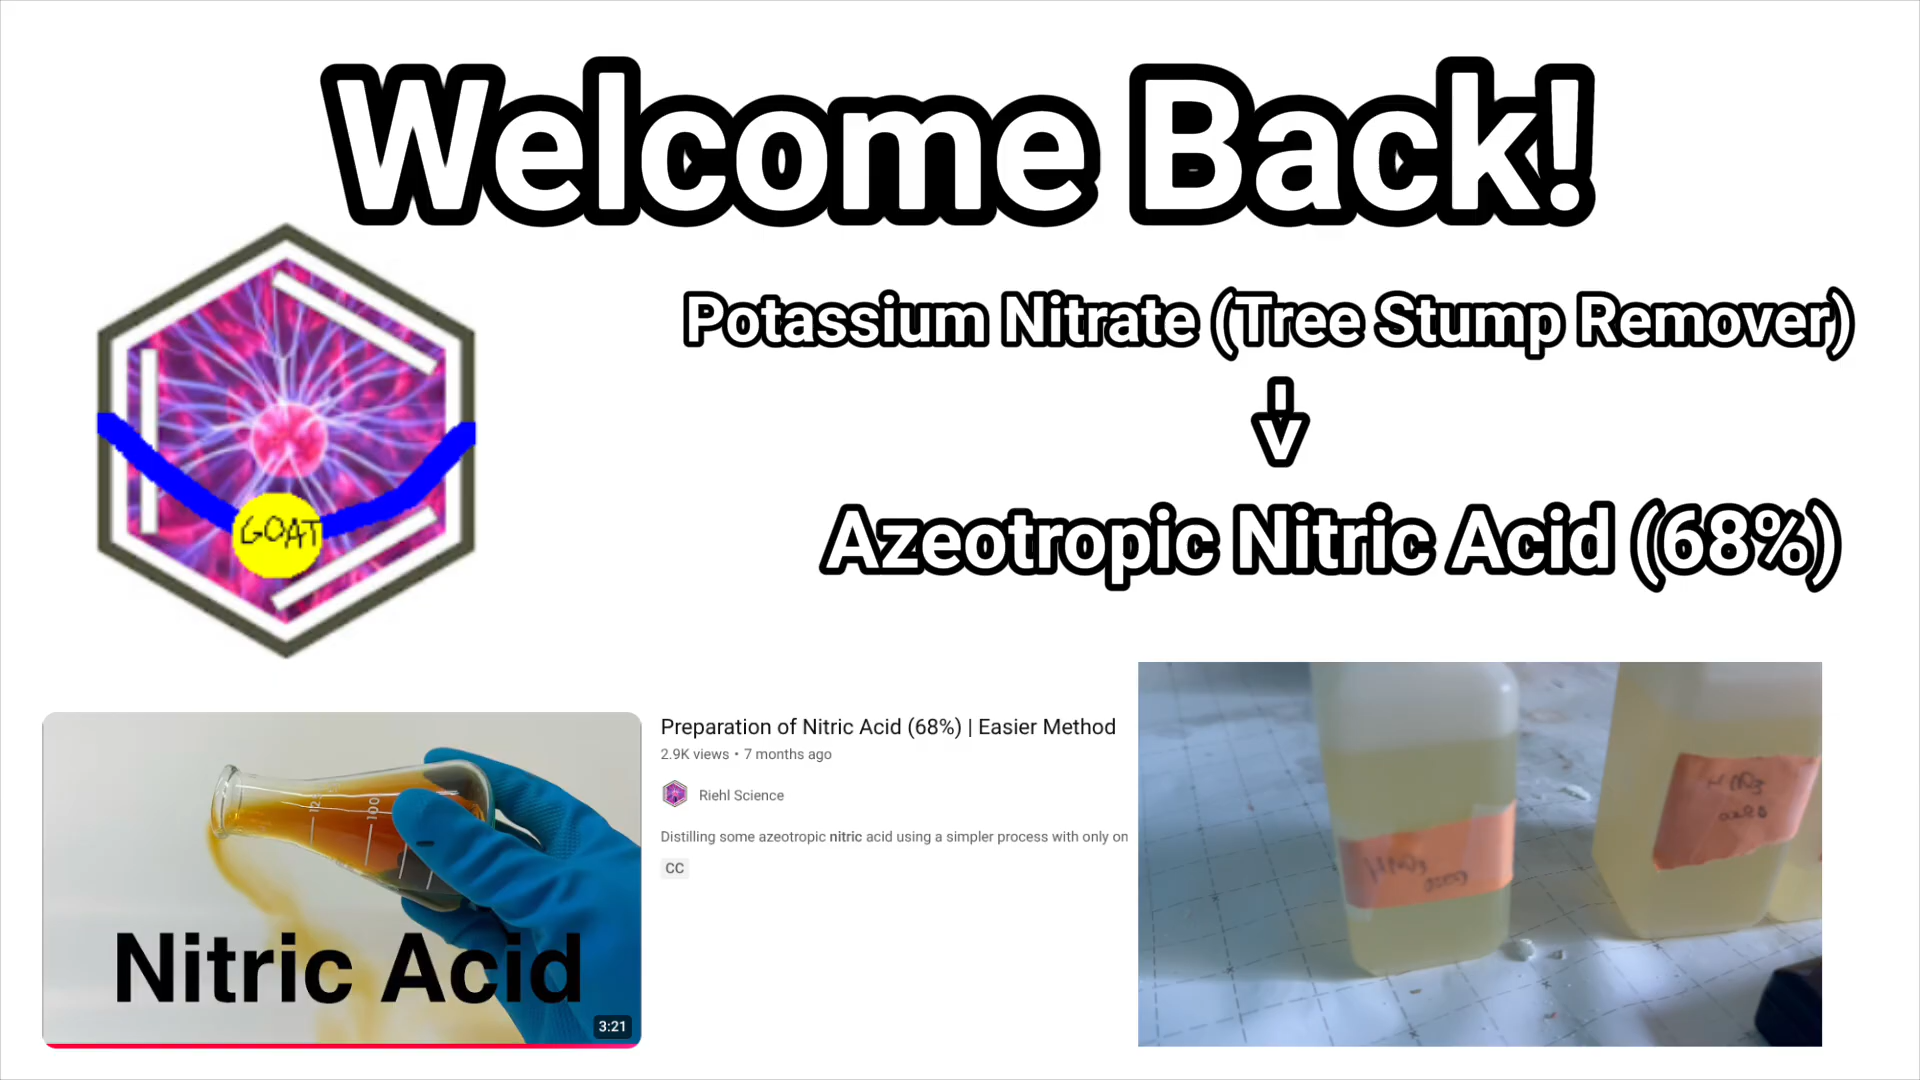 Welcome Back!
Potassium Nitrate (Tree Stump Remover)
-
v
Azeotropic Nitric Acid (68%)
GOAT
125
100
Nitric Acid
3:21
Preparation of Nitric Acid (68%) | Easier Method
2.9K views • 7 months ago
Riehl Science
Distilling some azeotropic nitric acid using a simpler process with only on
CC